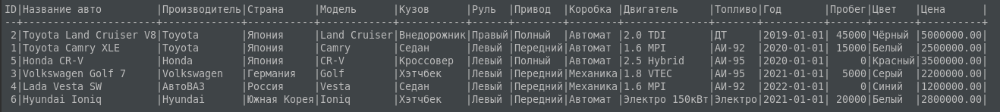 ID|Название авто         |Производитель|Страна     |Модель      |Кузов      |Руль  |Привод  |Коробка |Двигатель     |Топливо|Год       |Пробег|Цвет   |Цена      |
--+----------------------+-------------+-----------+------------+-----------+------+--------+--------+--------------+-------+----------+------+-------+----------+
 2|Toyota Land Cruiser V8|Toyota       |Япония     |Land Cruiser|Внедорожник|Правый|Полный  |Автомат |2.0 TDI       |ДТ     |2019-01-01| 45000|Чёрный |5000000.00|
 1|Toyota Camry XLE      |Toyota       |Япония     |Camry       |Седан      |Левый |Передний|Автомат |1.6 MPI       |АИ-92  |2020-01-01| 15000|Белый  |2500000.00|
 5|Honda CR-V            |Honda        |Япония     |CR-V        |Кроссовер  |Левый |Полный  |Автомат |2.5 Hybrid    |АИ-95  |2020-01-01|     0|Красный|3500000.00|
 3|Volkswagen Golf 7     |Volkswagen   |Германия   |Golf        |Хэтчбек    |Левый |Передний|Механика|1.8 VTEC      |АИ-95  |2021-01-01|  5000|Серый  |2200000.00|
 4|Lada Vesta SW         |АвтоВАЗ      |Россия     |Vesta       |Седан      |Левый |Передний|Механика|1.6 MPI       |АИ-92  |2022-01-01|     0|Синий  |1200000.00|
 6|Hyundai Ioniq         |Hyundai      |Южная Корея|Ioniq       |Хэтчбек    |Левый |Передний|Автомат |Электро 150кВт|Электро|2021-01-01| 20000|Белый  |2800000.00|